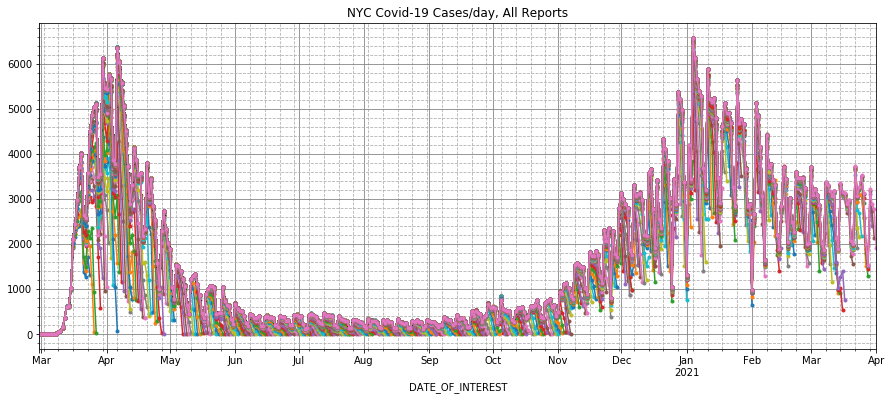 NYC Covid-19 Cases/day, All Reports
6000
5000
4000
3000
2000
1000
0
Mar Apr May Jun Jul Aug Sep Oct Nov Dec Jan Feb Mar Apr
2021
DATE_OF_INTEREST